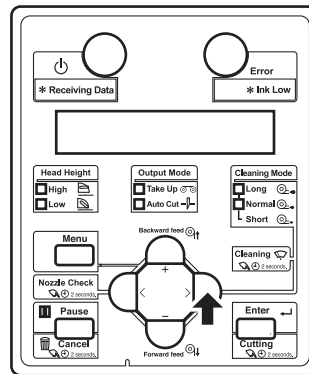 Error
* Receiving Data
* Ink Low
Head Height
High
Low
Output Mode
Take Up
Auto Cut
Cleaning Mode
Long
Normal
Short
Menu
Backward feed
Cleaning
2 seconds.
Nozzle Check
2 seconds.
+
< >
−
Pause
Cancel
2 seconds.
Forward feed
Enter
Cutting
2 seconds.